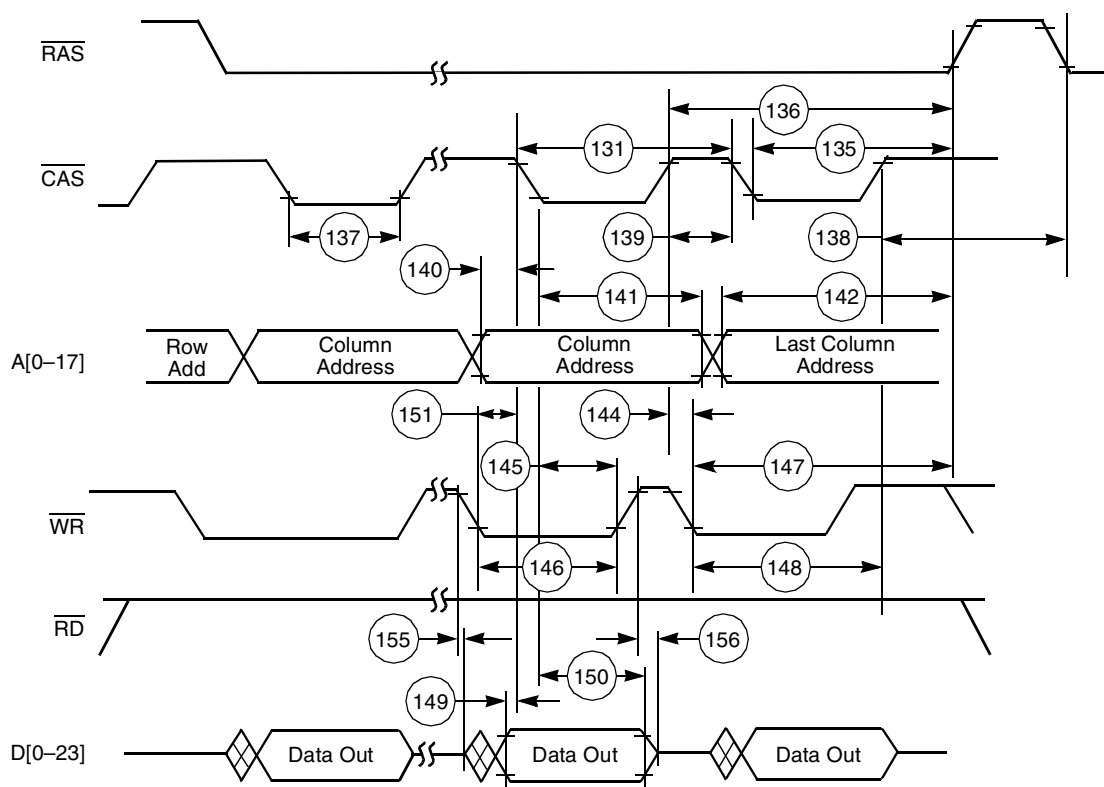 RAS
136
131
135
CAS
137
139
138
140
141
142
A[0–17]
Row
Add
Column
Address
Column
Address
Last Column
Address
151
144
145
147
WR
146
148
RD
155
156
150
149
D[0–23]
Data Out
Data Out
Data Out